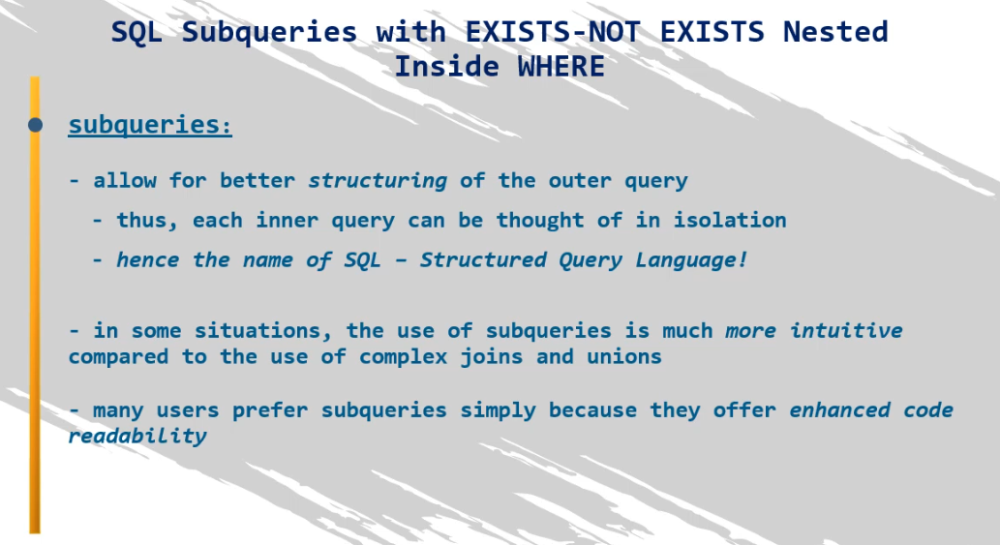 SQL Subqueries with EXISTS-NOT EXISTS Nested
Inside WHERE
subqueries:
- allow for better structuring of the outer query
- thus, each inner query can be thought of in isolation
- hence the name of SQL – Structured Query Language!
- in some situations, the use of subqueries is much more intuitive
compared to the use of complex joins and unions
- many users prefer subqueries simply because they offer enhanced code
readability